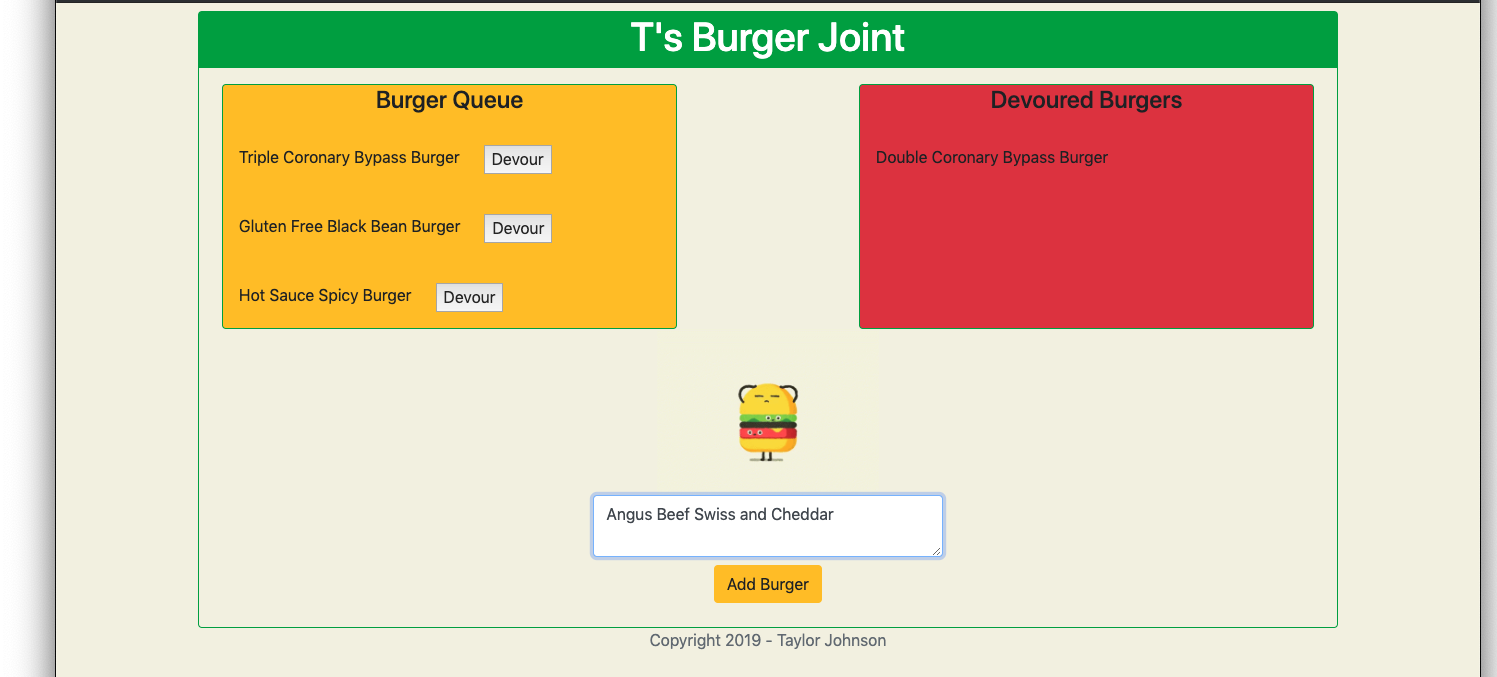 T's Burger Joint
Burger Queue
Triple Coronary Bypass Burger Devour
Gluten Free Black Bean Burger Devour
Hot Sauce Spicy Burger Devour
Devoured Burgers
Double Coronary Bypass Burger
Angus Beef Swiss and Cheddar
Add Burger
Copyright 2019 - Taylor Johnson